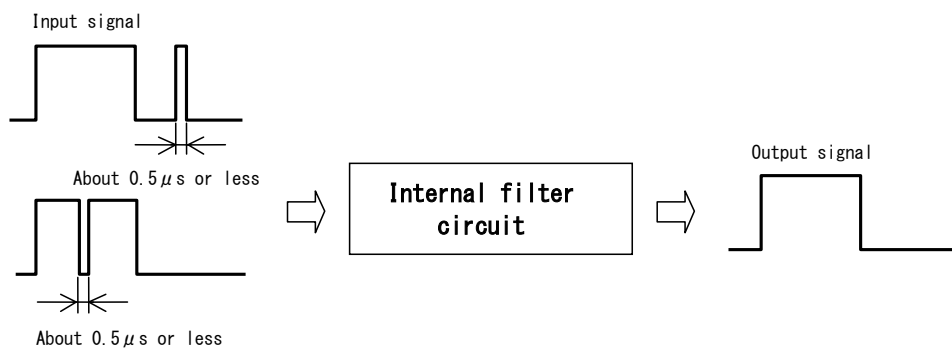 Input signal
About 0.5μs or less
Internal filter
circuit
Output signal
About 0.5μs or less